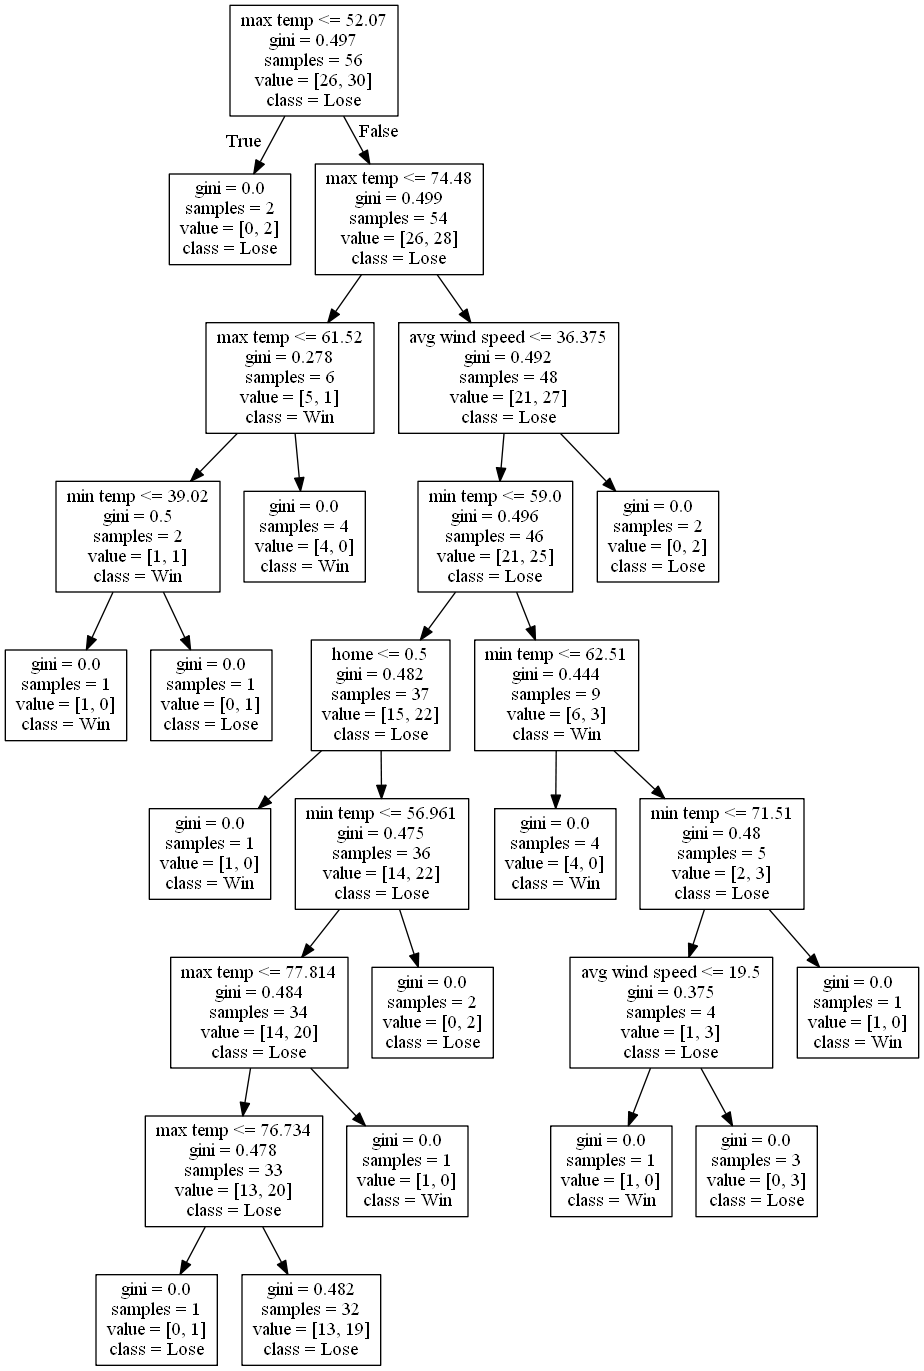 max temp <= 52.07
gini = 0.497
samples = 56
value = [26, 30]
class = Lose
True
False
gini = 0.0
samples = 2
value = [0, 2]
class = Lose
max temp <= 74.48
gini = 0.499
samples = 54
value = [26, 28]
class = Lose
max temp <= 61.52
gini = 0.278
samples = 6
value = [5, 1]
class = Win
avg wind speed <= 36.375
gini = 0.492
samples = 48
value = [21, 27]
class = Lose
min temp <= 39.02
gini = 0.5
samples = 2
value = [1, 1]
class = Win
gini = 0.0
samples = 4
value = [4, 0]
class = Win
min temp <= 59.0
gini = 0.496
samples = 46
value = [21, 25]
class = Lose
gini = 0.0
samples = 2
value = [0, 2]
class = Lose
gini = 0.0
samples = 1
value = [1, 0]
class = Win
gini = 0.0
samples = 1
value = [0, 1]
class = Lose
home <= 0.5
gini = 0.482
samples = 37
value = [15, 22]
class = Lose
min temp <= 62.51
gini = 0.444
samples = 9
value = [6, 3]
class = Win
gini = 0.0
samples = 1
value = [1, 0]
class = Win
min temp <= 56.961
gini = 0.475
samples = 36
value = [14, 22]
class = Lose
gini = 0.0
samples = 4
value = [4, 0]
class = Win
min temp <= 71.51
gini = 0.48
samples = 5
value = [2, 3]
class = Lose
max temp <= 77.814
gini = 0.484
samples = 34
value = [14, 20]
class = Lose
gini = 0.0
samples = 2
value = [0, 2]
class = Lose
avg wind speed <= 19.5
gini = 0.375
samples = 4
value = [1, 3]
class = Lose
gini = 0.0
samples = 1
value = [1, 0]
class = Win
max temp <= 76.734
gini = 0.478
samples = 33
value = [13, 20]
class = Lose
gini = 0.0
samples = 1
value = [1, 0]
class = Win
gini = 0.0
samples = 1
value = [1, 0]
class = Win
gini = 0.0
samples = 3
value = [0, 3]
class = Lose
gini = 0.0
samples = 1
value = [0, 1]
class = Lose
gini = 0.482
samples = 32
value = [13, 19]
class = Lose